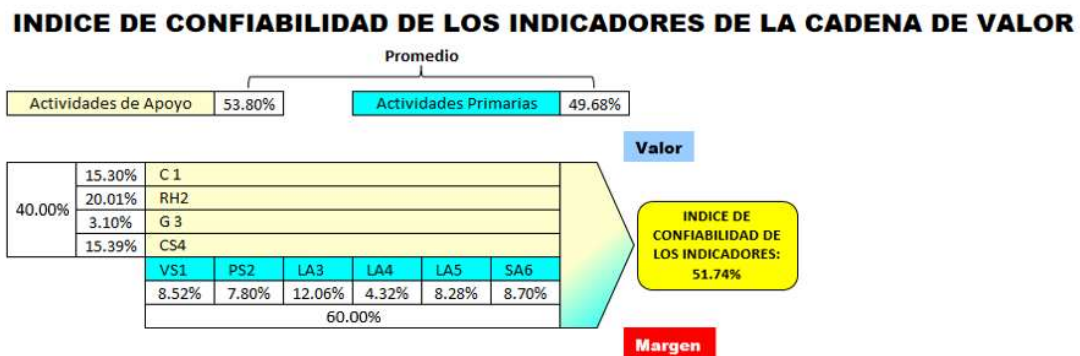 INDICE DE CONFIABILIDAD DE LOS INDICADORES DE LA CADENA DE VALOR
Promedio
Actividades de Apoyo 53.80% Actividades Primarias 49.68%
Valor
40.00%
15.30% C 1
20.01% RH2
3.10% G 3
15.39% CS4
VS1 PS2 LA3 LA4 LA5 SA6
8.52% 7.80% 12.06% 4.32% 8.28% 8.70%
60.00%
INDICE DE
CONFIABILIDAD DE
LOS INDICADORES:
51.74%
Margen